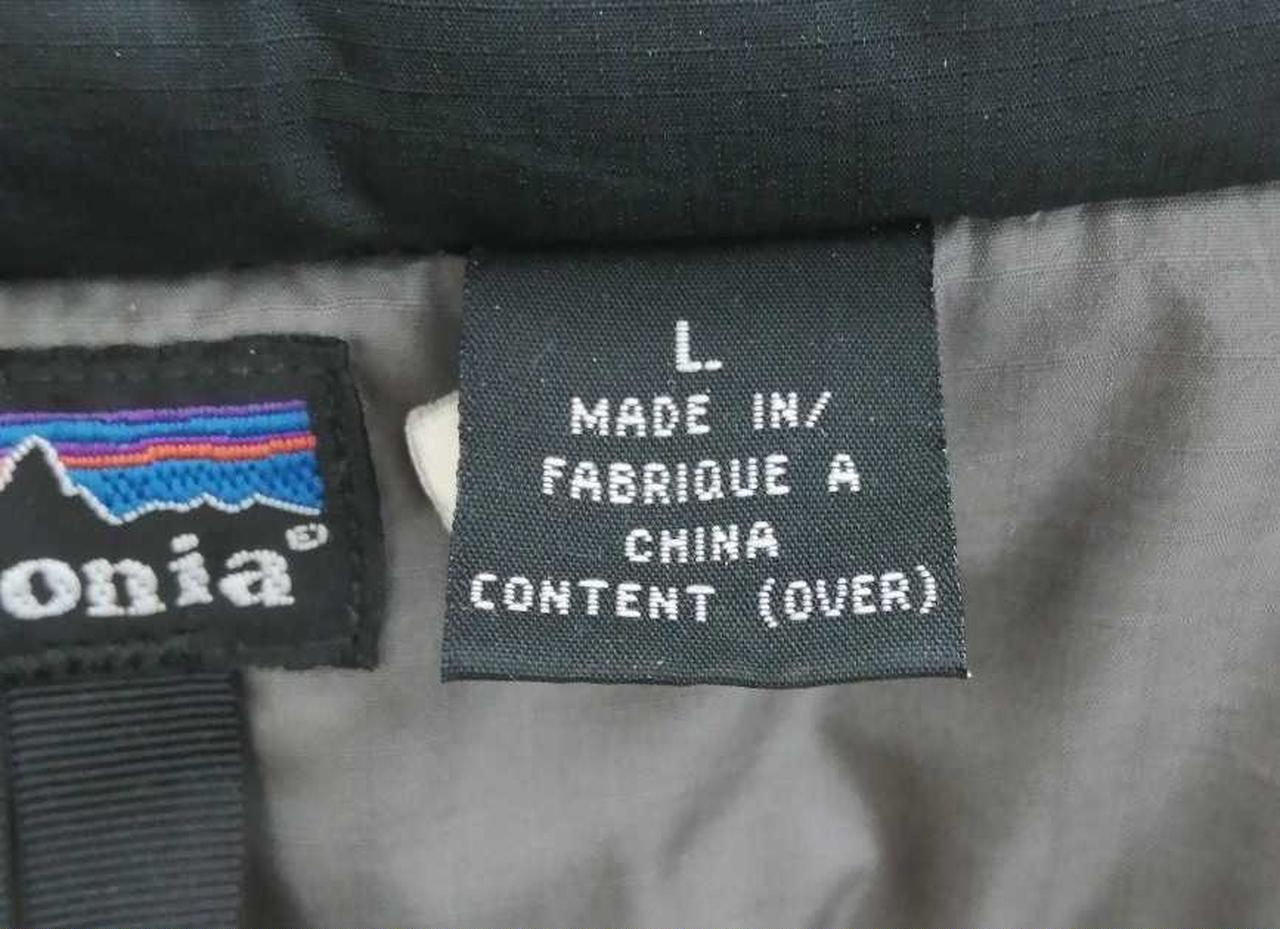 onia®
L.
MADE IN/
FABRIQUE A
CHINA
CONTENT (OVER)